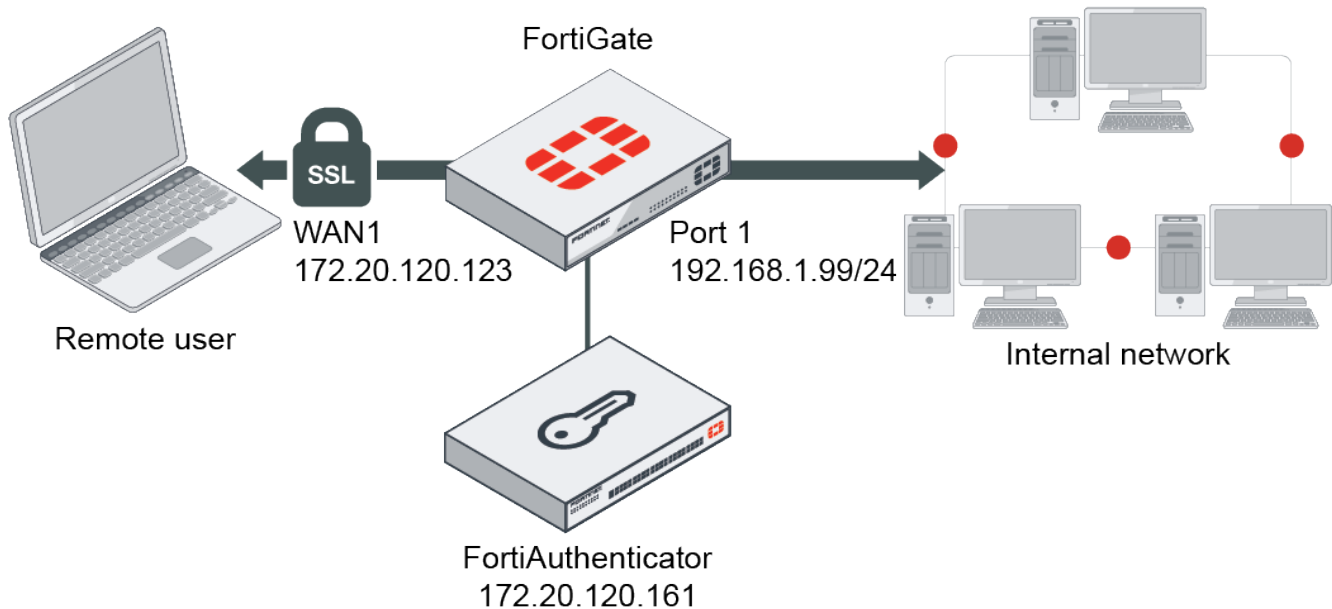 FortiGate
SSL
WAN1
172.20.120.123
Port 1
192.168.1.99/24
FORTINET
Remote user
Internal network
FortiAuthenticator
172.20.120.161